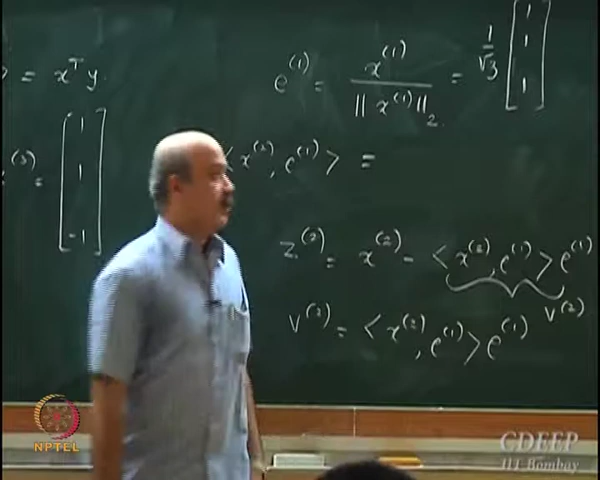 = x^T y.
x^(3) = [1 1 -1]
e^(1) = x^(1) / ||x^(1)||_2 = 1/√3 [1 1 1]
< x^(2), e^(1) > =
z^(2) = x^(2) - < x^(2), e^(1) > e^(1)
v^(2)
v^(2) = < x^(2), e^(1) > e^(1)
NPTEL
CDEEP
IIT Bombay